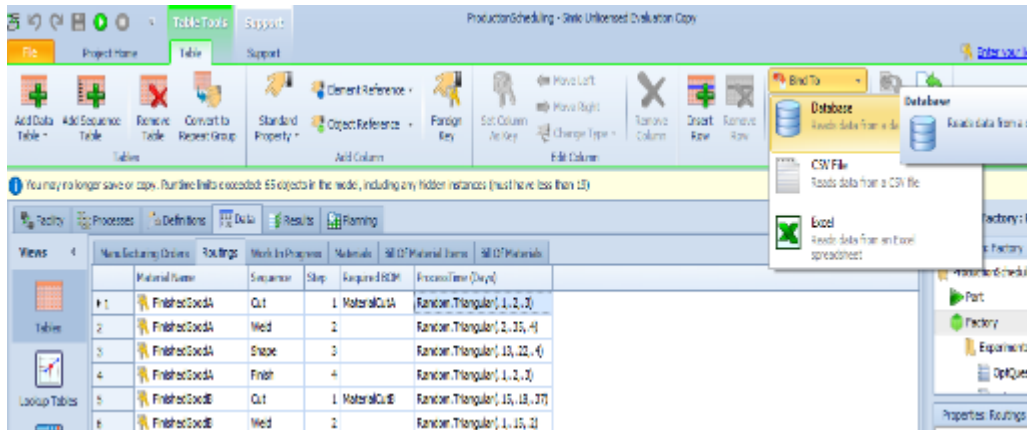 Table Tools Support
ProductionScheduling - Simio Unlicensed Evaluation Copy
File Project Home Table Support
Enter your
Add Data Table
Add Sequence Table
Remove Table
Convert to Repeat Group
Tables
Standard Property
Element Reference
Object Reference
Foreign Key
Add Column
Set Column As Key
Move Left
Move Right
Change Type
Remove Column
Edit Column
Insert Row
Remove Row
Bind To
Database
Reads data from a
CSV File
Reads data from a CSV file
Excel
Reads data from an Excel
spreadsheet
Database
Reads data from a
You may no longer save or copy. Runtime limits exceeded: 65 objects in the model, including any hidden instances (must have less than
Facility Processes Definitions Data Results Planning
Views
Manufacturing Orders Routings Work In Progress Materials Bill Of Material Items Bill Of Materials
Material Name Sequence Step Required BOM ProcessTime (Days)
1 FinishedGoodA Cut 1 MaterialCutA Random.Triangular(.1,.2,.3)
2 FinishedGoodA Weld 2
3 FinishedGoodA Shape 3
4 FinishedGoodA Finish 4 Random.Triangular(.1,.2,.3)
5 FinishedGoodB Cut 1 MaterialCutB
6 FinishedGoodB Weld 2 Random.Triangular(.1,.15,.2)
Tables
Lookup Tables
Factory
Part
Factory
Properties: Routings